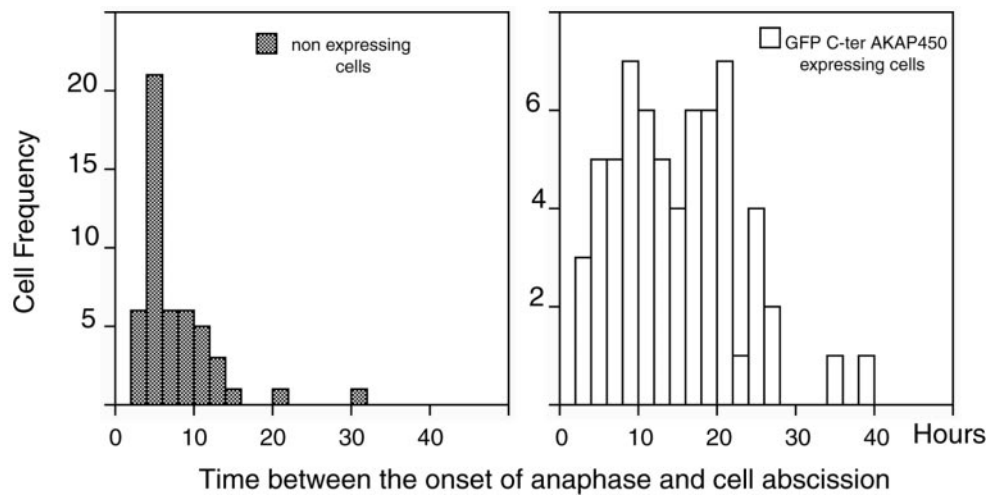 non expressing
cells
GFP C-ter AKAP450
expressing cells
Cell Frequency
20
15
10
5
0 10 20 30 40
6
4
2
0 10 20 30 40 Hours
Time between the onset of anaphase and cell abscission